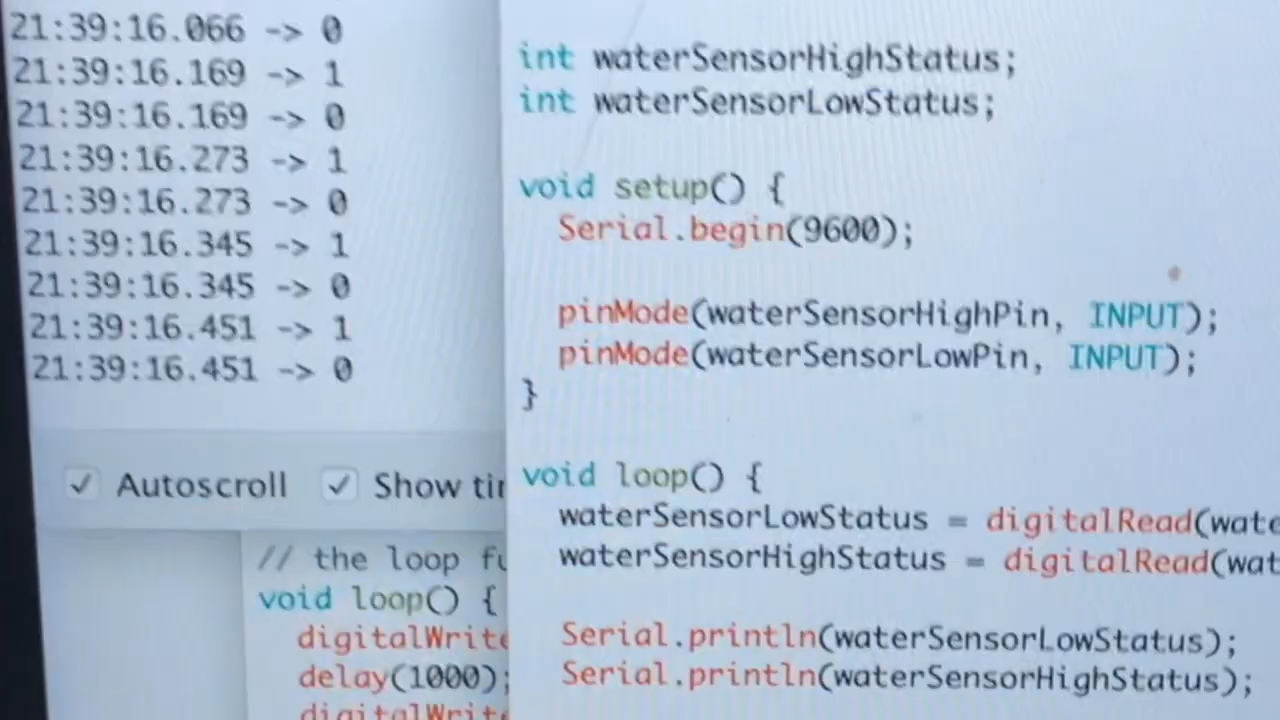 21:39:16.066 -> 0
21:39:16.169 -> 1
21:39:16.169 -> 0
21:39:16.273 -> 1
21:39:16.273 -> 0
21:39:16.345 -> 1
21:39:16.345 -> 0
21:39:16.451 -> 1
21:39:16.451 -> 0
Autoscroll
Show
// the loop
void loop() {
digitalWrite
delay(1000);
digitalWrite
int waterSensorHighStatus;
int waterSensorLowStatus;
void setup() {
Serial.begin(9600);
pinMode(waterSensorHighPin, INPUT);
pinMode(waterSensorLowPin, INPUT);
}
void loop() {
waterSensorLowStatus = digitalRead(
waterSensorHighStatus = digitalRead(
Serial.println(waterSensorLowStatus);
Serial.println(waterSensorHighStatus);